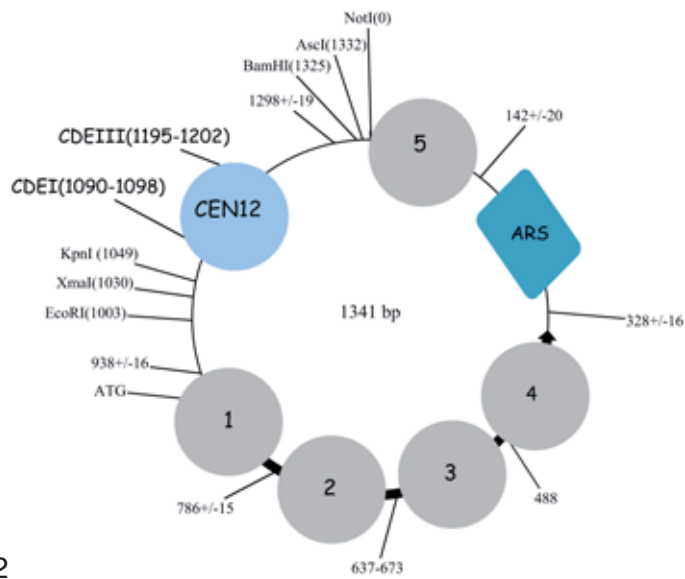 NotI(0)
AscI(1332)
BamHI(1325)
1298+/-19
142+/-20
5
CDEIII(1195-1202)
CDEI(1090-1098)
CEN12
ARS
KpnI (1049)
XmaI(1030)
EcoRI(1003)
1341 bp
328+/-16
938+/-16
ATG
4
1
3
2
488
786+/-15
637-673
2